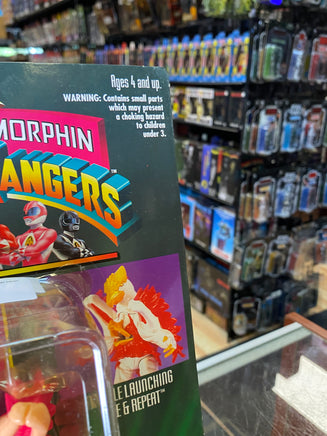 Ages 4 and up.
WARNING: Contains small parts
which may present
a choking hazard
to children
under 3.
MORPHIN
RANGERS
LE LAUNCHING
E & REPEAT™